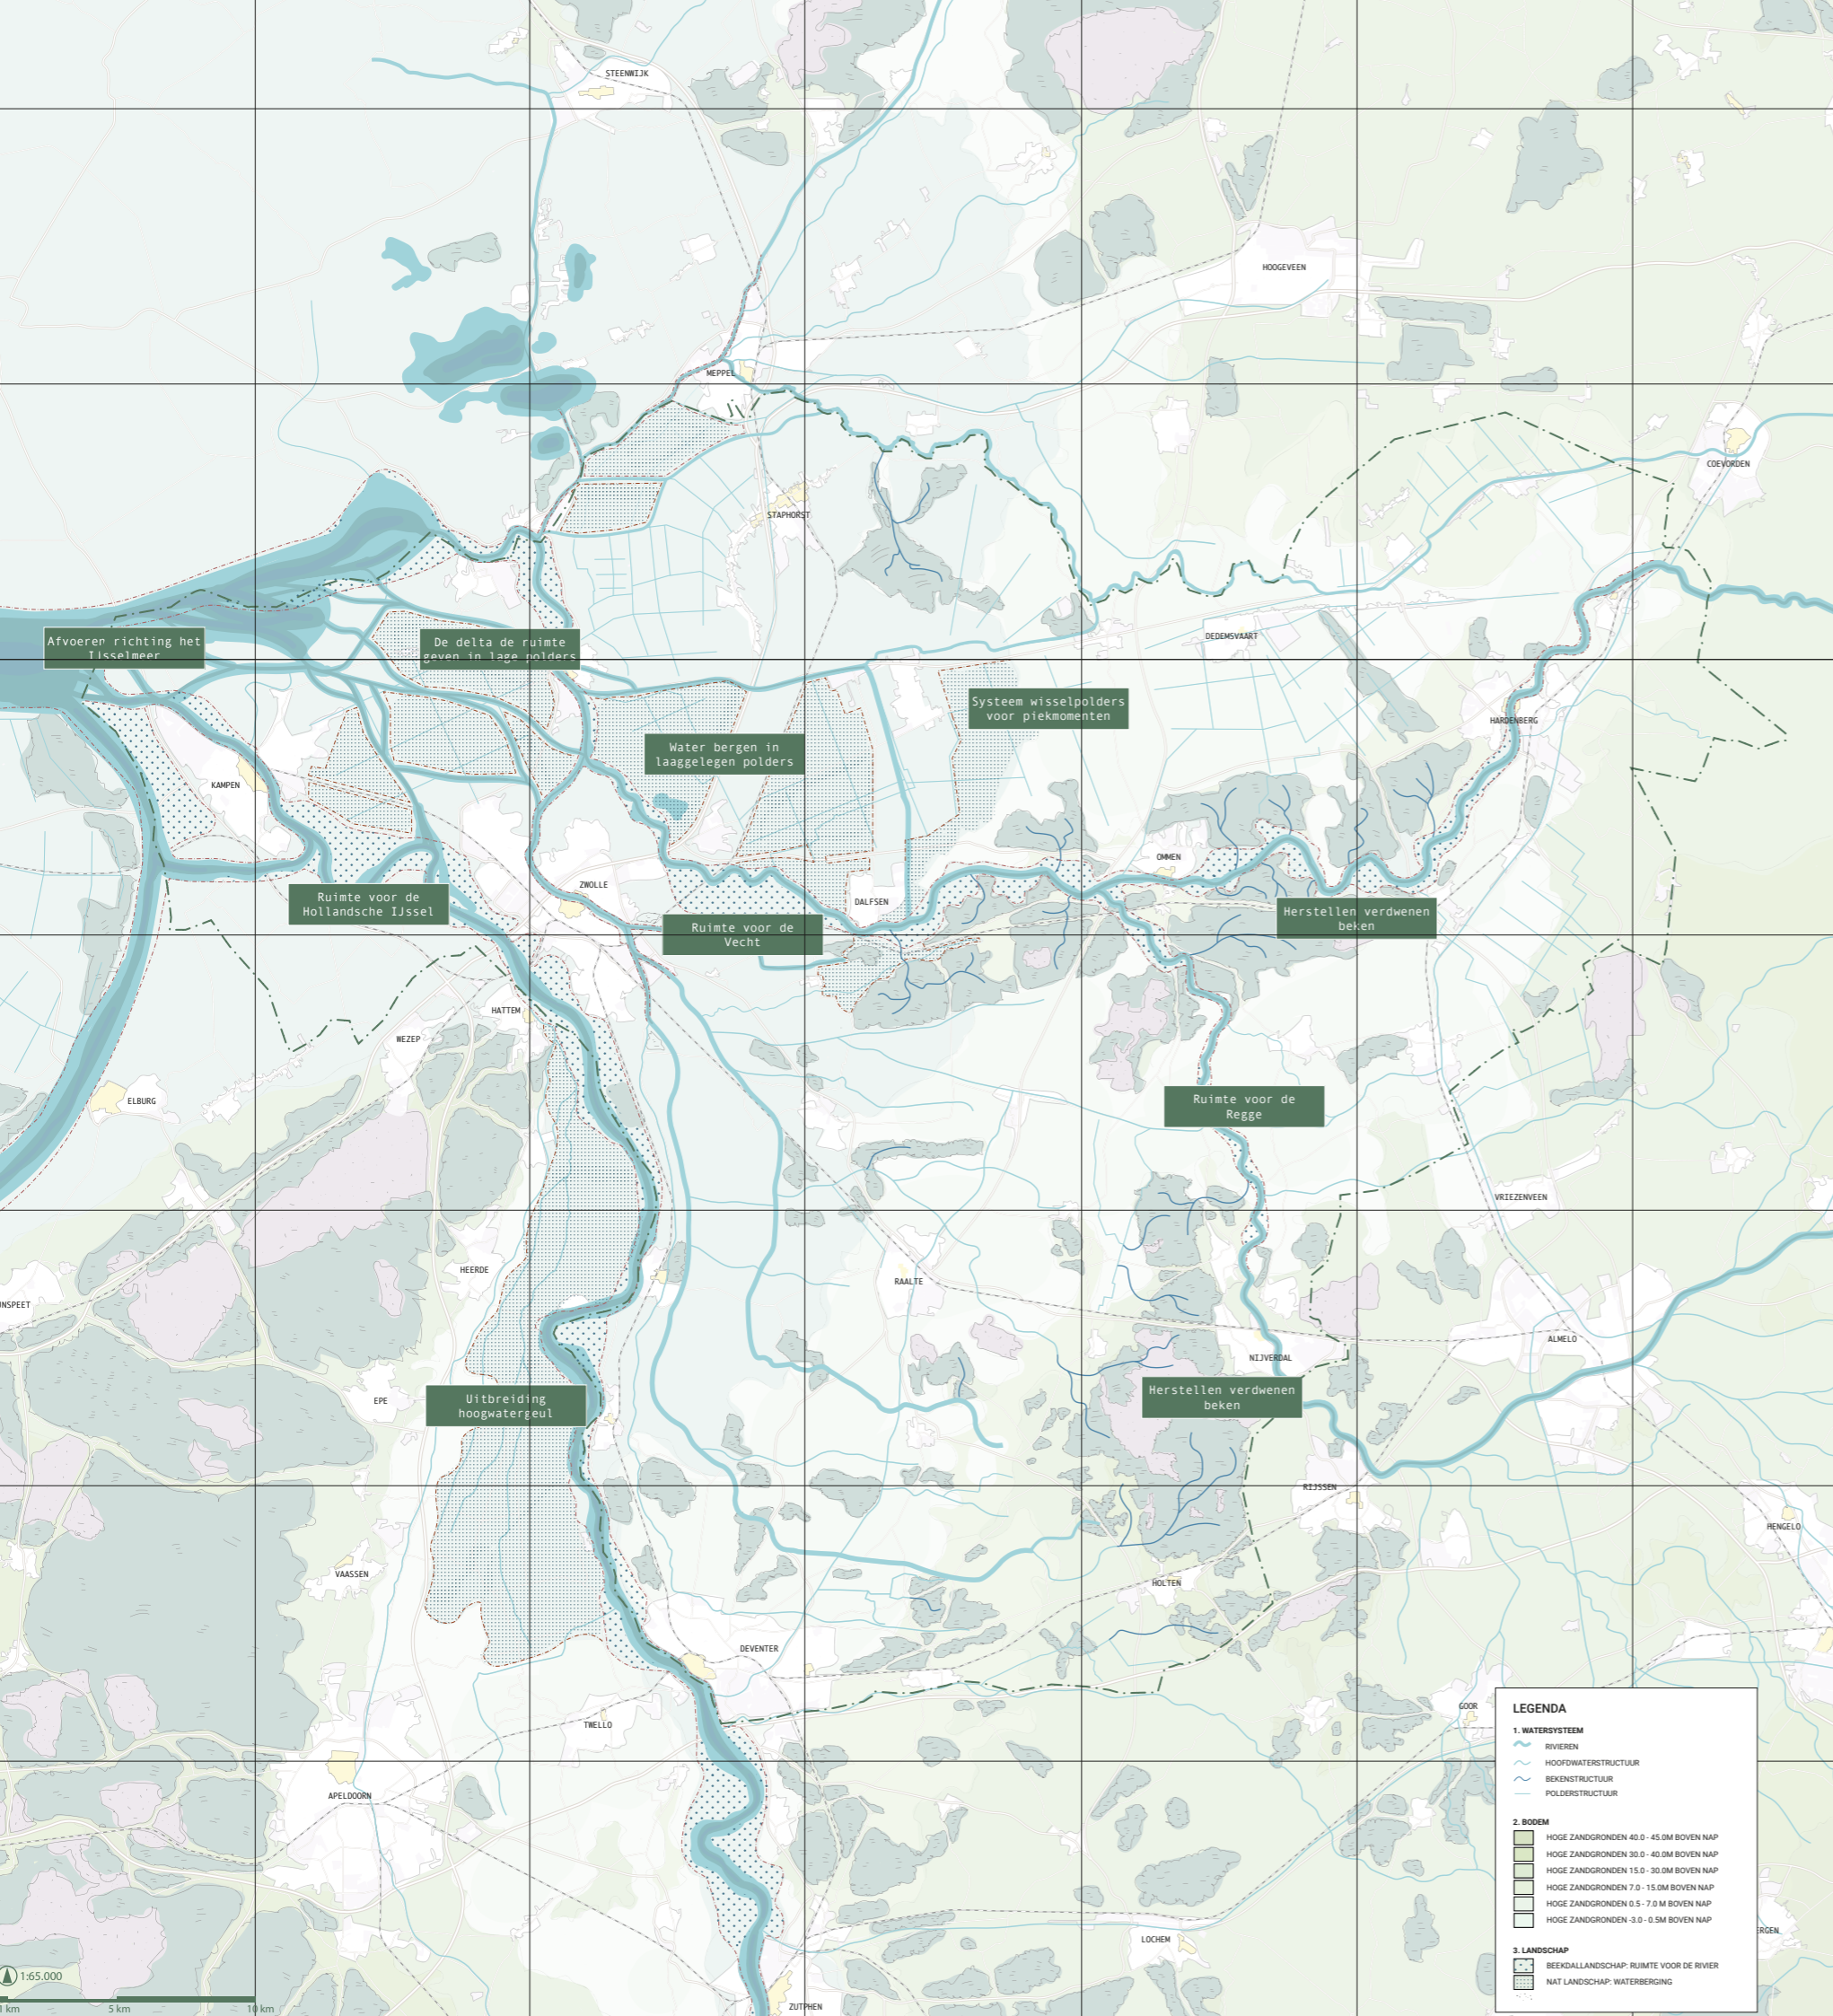 STEENWIJK
HOOGEVEEN
MEPPEL
COEVORDEN
STAPHORST
DEDEMSVAART
Afvoeren richting het
IJsselmeer
De delta de ruimte
geven in lage polders
Systeem wisselpolders
voor piekmomenten
HARDENBERG
Water bergen in
laaggelegen polders
KAMPEN
OMMEN
ZWOLLE
DALFSEN
Ruimte voor de
Hollandsche IJssel
Herstellen verdwenen
beken
Ruimte voor de
Vecht
HATTEM
WEZEP
ELBURG
Ruimte voor de
Regge
VRIEZENVEEN
HEERDE
RAALTE
NSPEET
ALMELO
NIJVERDAL
Herstellen verdwenen
beken
EPE
Uitbreiding
hoogwatergeul
RIJSSEN
HENGELO
VAASSEN
HOLTEN
DEVENTER
GOOR
TWELLO
APELDOORN
LOCHEM
ERGEN
ZUTPHEN
LEGENDA
1. WATERSYSTEEM
RIVIEREN
HOOFDWATERSTRUCTUUR
BEKENSTRUCTUUR
POLDERSTRUCTUUR
2. BODEM
HOGE ZANDGRONDEN 40.0 - 45.0M BOVEN NAP
HOGE ZANDGRONDEN 30.0 - 40.0M BOVEN NAP
HOGE ZANDGRONDEN 15.0 - 30.0M BOVEN NAP
HOGE ZANDGRONDEN 7.0 - 15.0M BOVEN NAP
HOGE ZANDGRONDEN 0.5 - 7.0 M BOVEN NAP
HOGE ZANDGRONDEN -3.0 - 0.5M BOVEN NAP
3. LANDSCHAP
BEEKDALLANDSCHAP: RUIMTE VOOR DE RIVIER
NAT LANDSCHAP: WATERBERGING
1:65.000
1 km 5 km 10 km